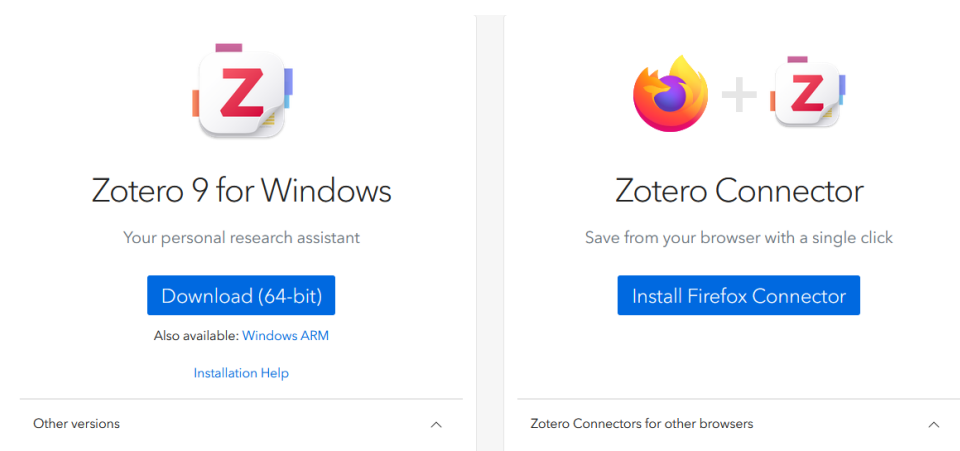 Z
Zotero 9 for Windows
Your personal research assistant
Download (64-bit)
Also available: Windows ARM
Installation Help
Other versions
Z
Zotero Connector
Save from your browser with a single click
Install Firefox Connector
Zotero Connectors for other browsers